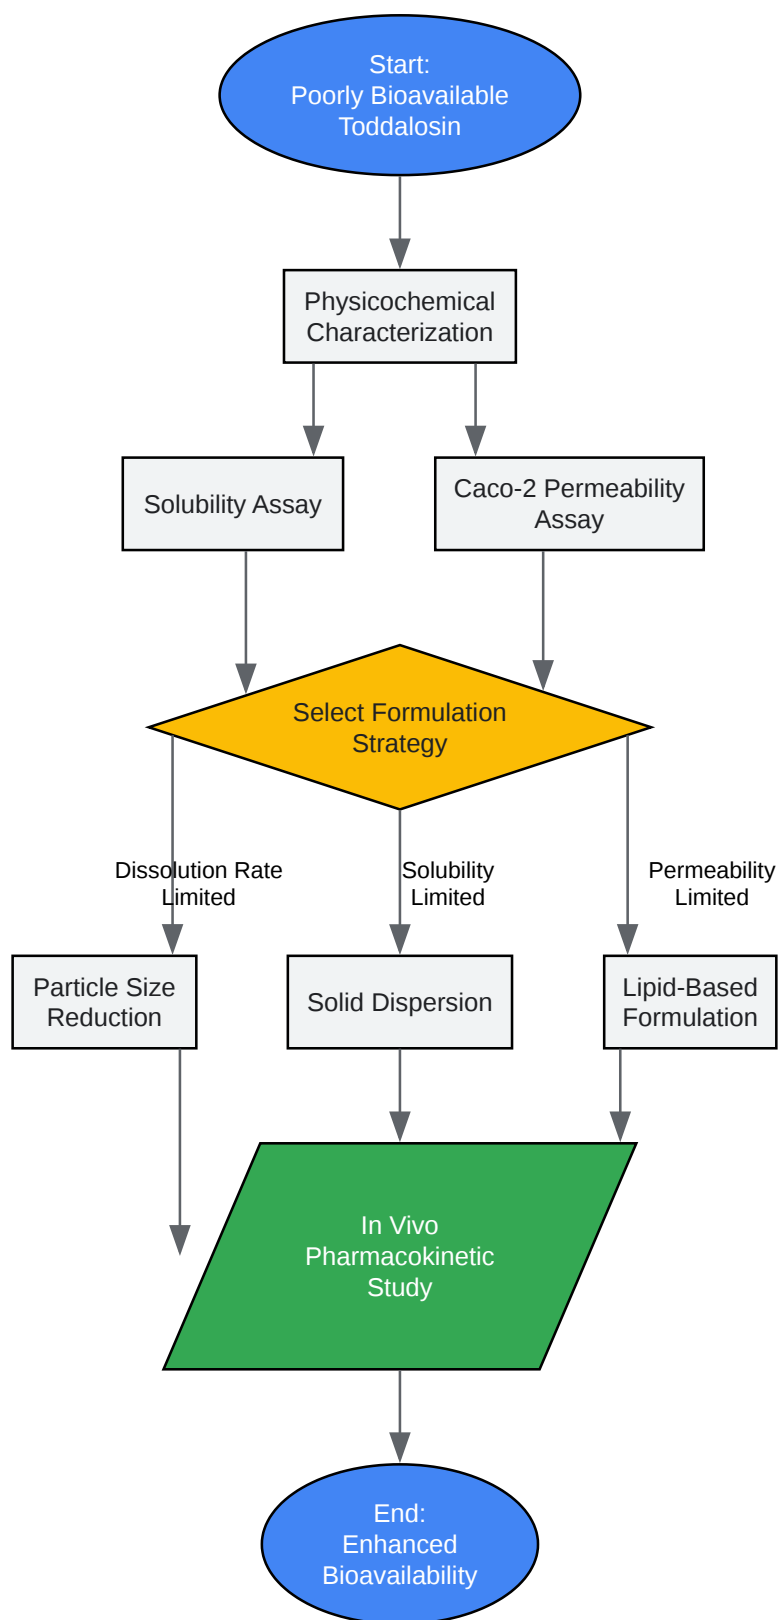 Start:
Poorly Bioavailable
Toddalosin
Physicochemical
Characterization
Solubility Assay
Caco-2 Permeability
Assay
Select Formulation
Strategy
Dissolution Rate
Limited
Solubility
Limited
Permeability
Limited
Particle Size
Reduction
Solid Dispersion
Lipid-Based
Formulation
In Vivo
Pharmacokinetic
Study
End:
Enhanced
Bioavailability